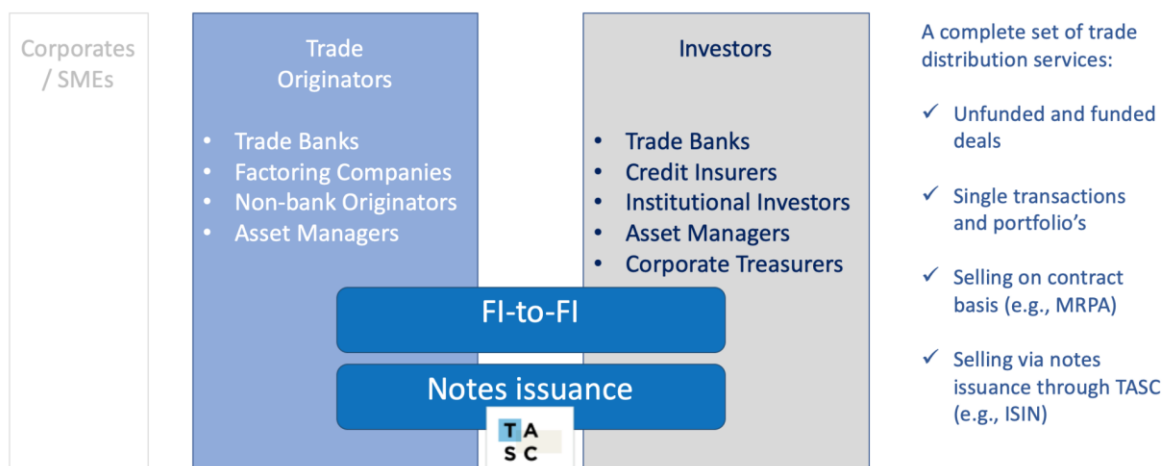 Corporates
/ SMEs
Trade
Originators
• Trade Banks
• Factoring Companies
• Non-bank Originators
• Asset Managers
Investors
• Trade Banks
• Credit Insurers
• Institutional Investors
• Asset Managers
• Corporate Treasurers
FI-to-FI
Notes issuance
TA
SC
A complete set of trade
distribution services:
✓ Unfunded and funded
deals
✓ Single transactions
and portfolio’s
✓ Selling on contract
basis (e.g., MRPA)
✓ Selling via notes
issuance through TASC
(e.g., ISIN)